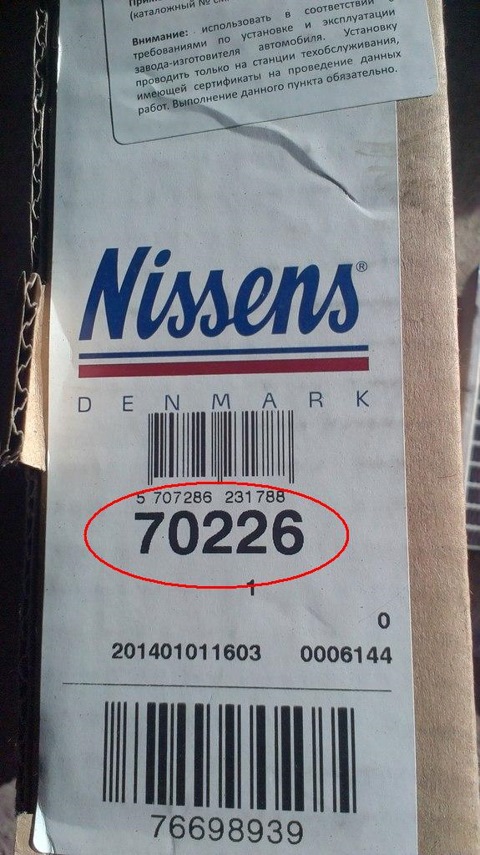 (каталожный №
Внимание: использовать в соответствии с
требованиями по установке и эксплуатации
завода-изготовителя автомобиля. Установку
проводить только на станции техобслуживания,
имеющей сертификаты на проведение данных
работ. Выполнение данного пункта обязательно.
Nissens®
DENMARK
5 707286 231788
70226
1
0
201401011603 0006144
76698939